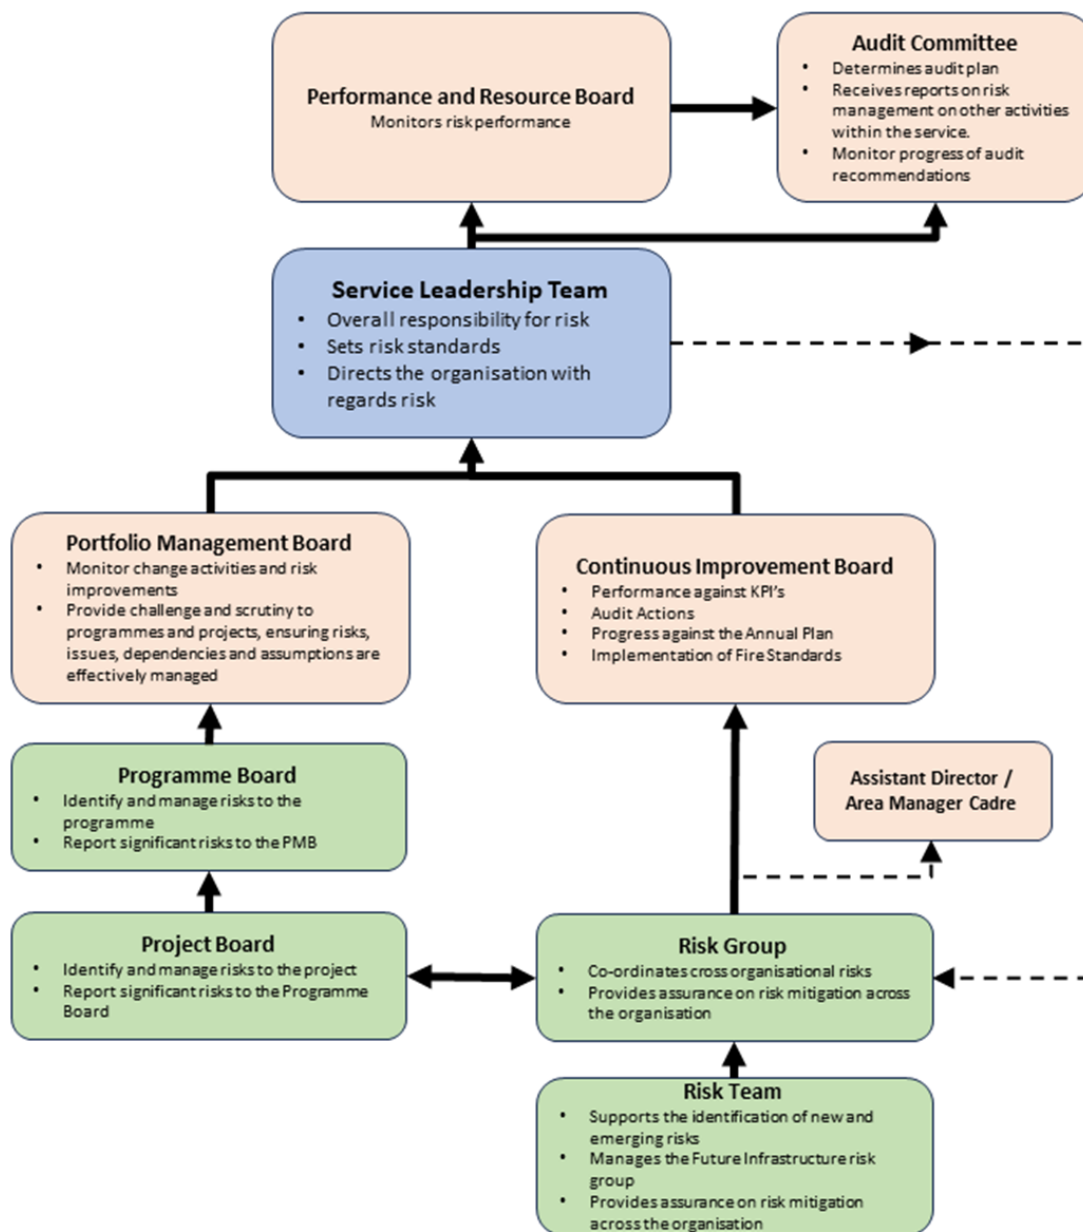 Performance and Resource Board
Monitors risk performance
Audit Committee
• Determines audit plan
• Receives reports on risk
management on other activities
within the service.
• Monitor progress of audit
recommendations
Service Leadership Team
• Overall responsibility for risk
• Sets risk standards
• Directs the organisation with
regards risk
Portfolio Management Board
• Monitor change activities and risk
improvements
• Provide challenge and scrutiny to
programmes and projects, ensuring risks,
issues, dependencies and assumptions are
effectively managed
Continuous Improvement Board
• Performance against KPI's
• Audit Actions
• Progress against the Annual Plan
• Implementation of Fire Standards
Programme Board
• Identify and manage risks to the
programme
• Report significant risks to the PMB
Assistant Director /
Area Manager Cadre
Project Board
• Identify and manage risks to the project
• Report significant risks to the Programme
Board
Risk Group
• Co-ordinates cross organisational risks
• Provides assurance on risk mitigation across
the organisation
Risk Team
• Supports the identification of new and
emerging risks
• Manages the Future Infrastructure risk
group
• Provides assurance on risk mitigation
across the organisation